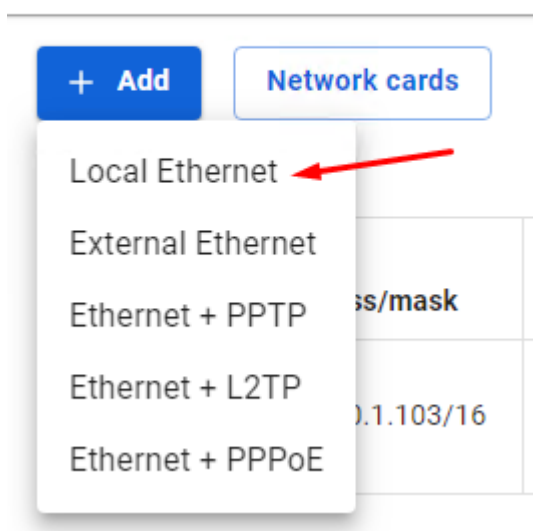 + Add
Network cards
Local Ethernet
External Ethernet
Ethernet + PPTP
ss/mask
Ethernet + L2TP
.1.103/16
Ethernet + PPPoE